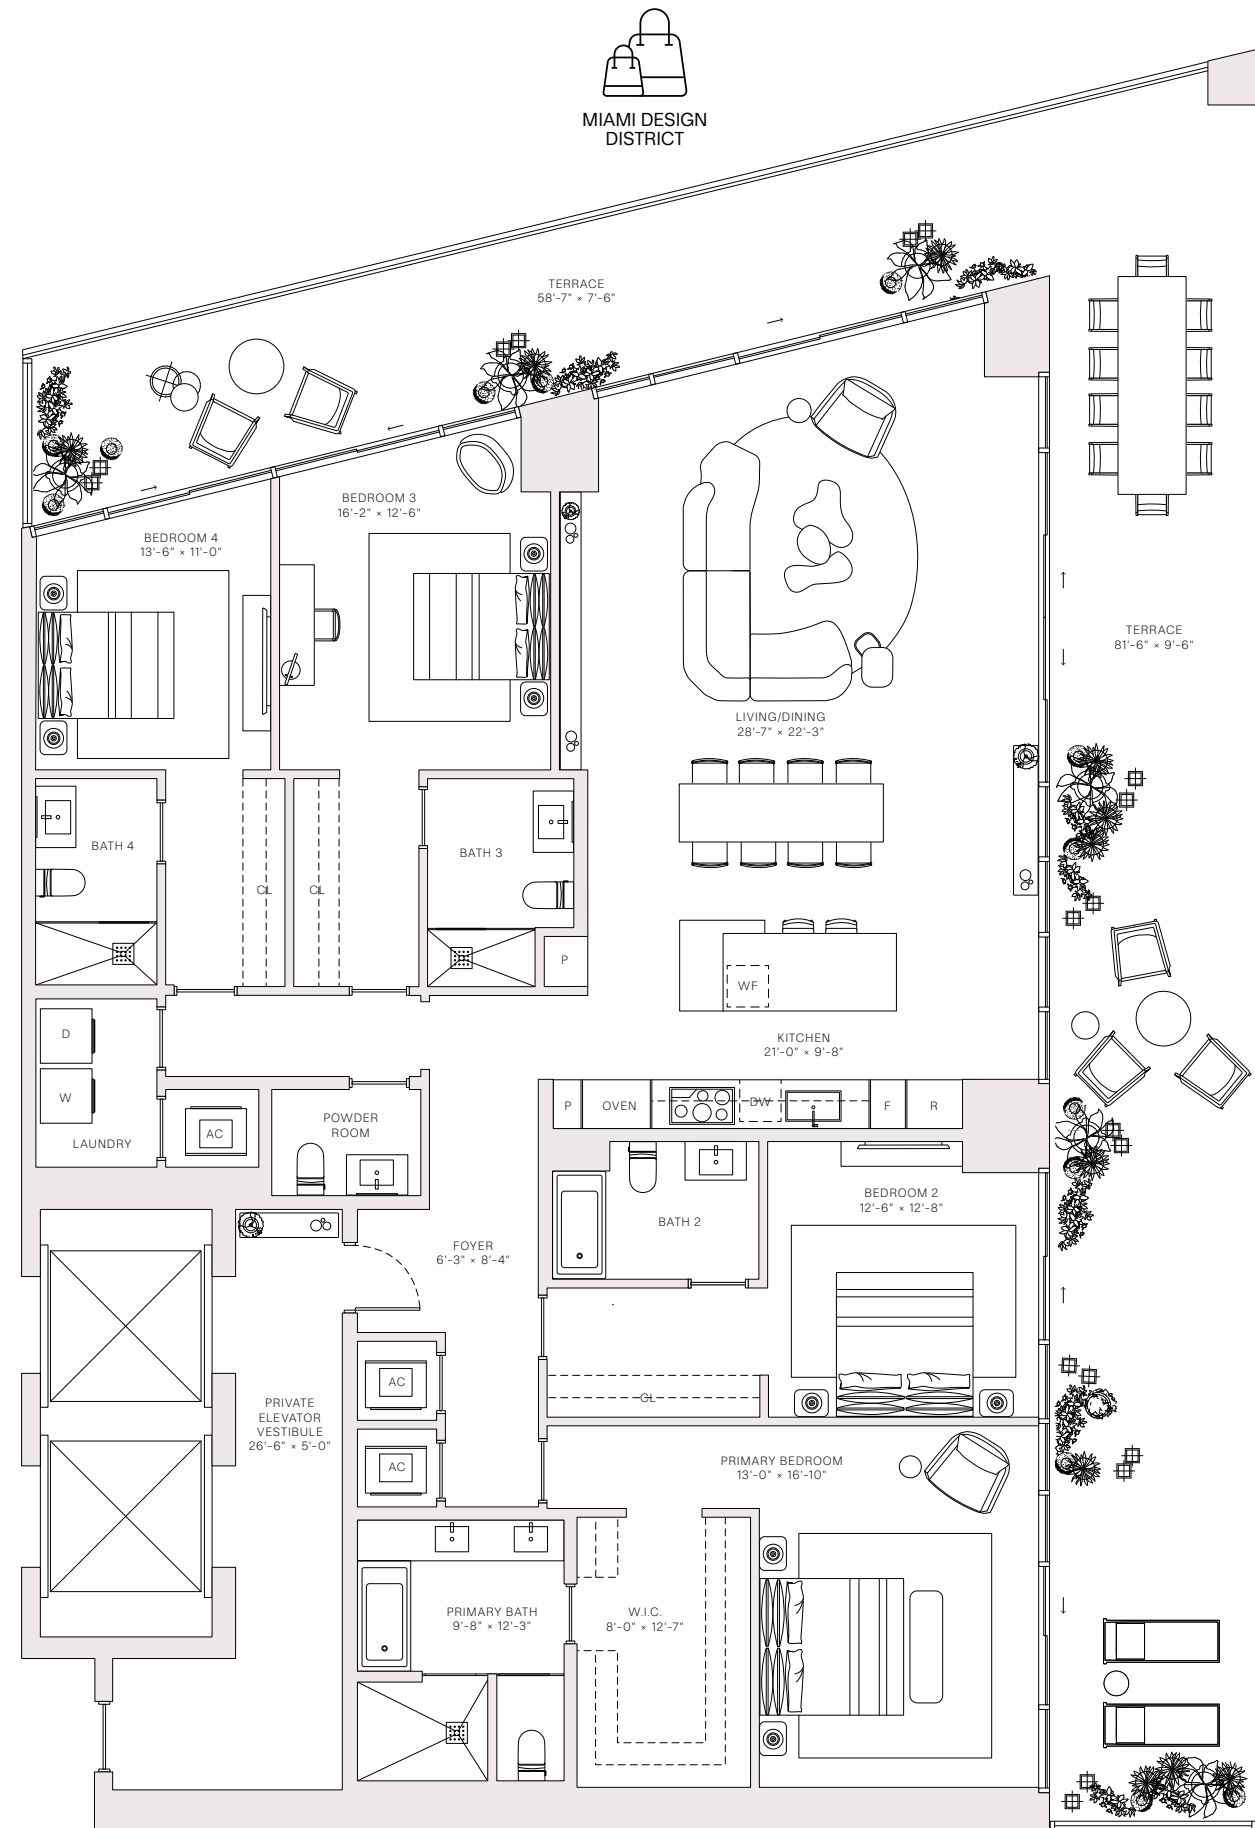 MIAMI DESIGN
DISTRICT
TERRACE
58'-7" × 7'-6"
BEDROOM 3
16'-2" × 12'-6"
BEDROOM 4
13'-6" × 11'-0"
TERRACE
81'-6" × 9'-6"
LIVING/DINING
28'-7" × 22'-3"
BATH 4
BATH 3
CL
CL
P
WF
D
KITCHEN
21'-0" × 9'-8"
W
P
OVEN
DW
F
R
POWDER
ROOM
AC
LAUNDRY
BEDROOM 2
12'-6" × 12'-8"
BATH 2
FOYER
6'-3" × 8'-4"
AC
CL
PRIVATE
ELEVATOR
VESTIBULE
26'-6" × 5'-0"
AC
PRIMARY BEDROOM
13'-0" × 16'-10"
PRIMARY BATH
9'-8" × 12'-3"
W.I.C.
8'-0" × 12'-7"